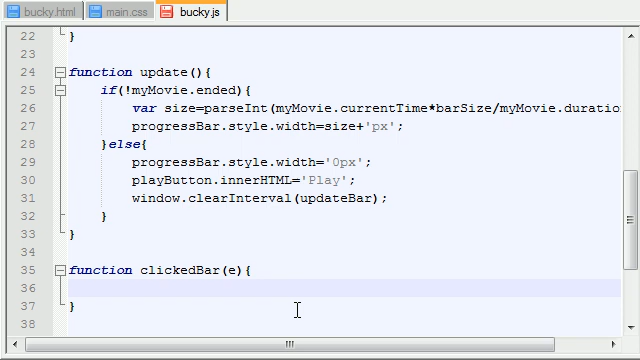 bucky.html main.css bucky.js
22 }
23
24 function update(){
25 if(!myMovie.ended){
26 var size=parseInt(myMovie.currentTime*barSize/myMovie.duratio
27 progressBar.style.width=size+'px';
28 }else{
29 progressBar.style.width='0px';
30 playButton.innerHTML='Play';
31 window.clearInterval(updateBar);
32 }
33 }
34
35 function clickedBar(e){
36
37 }
38